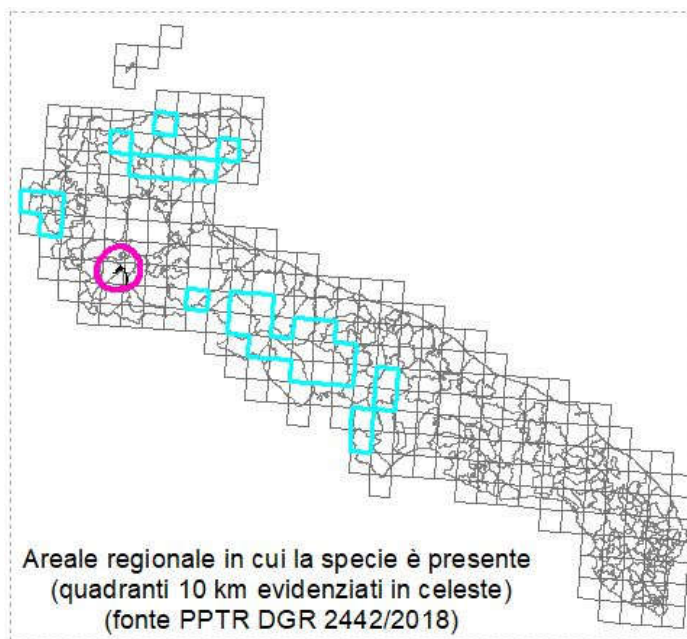 Areale regionale in cui la specie è presente
(quadranti 10 km evidenziati in celeste)
(fonte PPTR DGR 2442/2018)